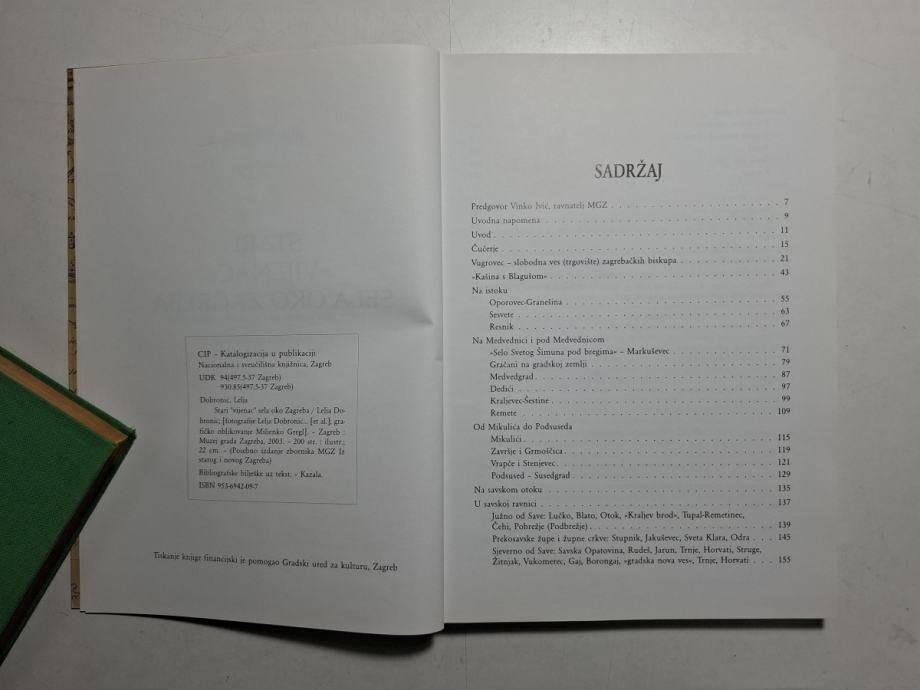 CIP – Katalogizacija u publikaciji
Nacionalna i sveučilišna knjižnica, Zagreb
UDK 94(497.5-37 Zagreb)
930.85(497.5-37 Zagreb)
Dobronić, Lelia
Stari "vijenac" sela oko Zagreba / Lelia Do-
bronić; [fotografije Lelia Dobronić... [et al.]; gra-
fičko oblikovanje Miljenko Gregl]. – Zagreb :
Muzej grada Zagreba, 2003. – 200 str. : ilustr.;
22 cm. – (Posebno izdanje zbornika MGZ Iz
starog i novog Zagreba)
Bibliografske bilješke uz tekst. – Kazala.
ISBN 953-6942-09-7
Tiskanje knjige financijski je pomogao Gradski ured za kulturu, Zagreb
SADRŽAJ
Predgovor Vinko Ivić, ravnatelj MGZ . . . 7
Uvodna napomena . . . 9
Uvod . . . 11
Čučerje . . . 15
Vugrovec – slobodna ves (trgovište) zagrebačkih biskupa . . . 21
»Kašina s Blagušom« . . . 43
Na istoku
Oporovec-Granešina . . . 55
Sesvete . . . 63
Resnik . . . 67
Na Medvednici i pod Medvednicom
»Selo Svetog Šimuna pod bregima« – Markuševec . . . 71
Gračani na gradskoj zemlji . . . 79
Medvedgrad . . . 87
Dedići . . . 97
Kraljevec-Šestine . . . 99
Remete . . . 109
Od Mikulića do Podsuseda
Mikulići . . . 115
Završje i Grmoščica . . . 119
Vrapče i Stenjevec . . . 121
Podsused – Susedgrad . . . 129
Na savskom otoku . . . 135
U savskoj ravnici . . . 137
Južno od Save: Lučko, Blato, Otok, »Kraljev brod«, Tupal-Remetinec,
Čehi, Pobrežje (Podbrežje) . . . 139
Prekosavske župe i župne crkve: Stupnik, Jakuševec, Sveta Klara, Odra . . . 145
Sjeverno od Save: Savska Opatovina, Rudeš, Jarun, Trnje, Horvati, Struge,
Žitnjak, Vukomerec, Gaj, Borongaj, »gradska nova ves«, Trnje, Horvati . . . 155